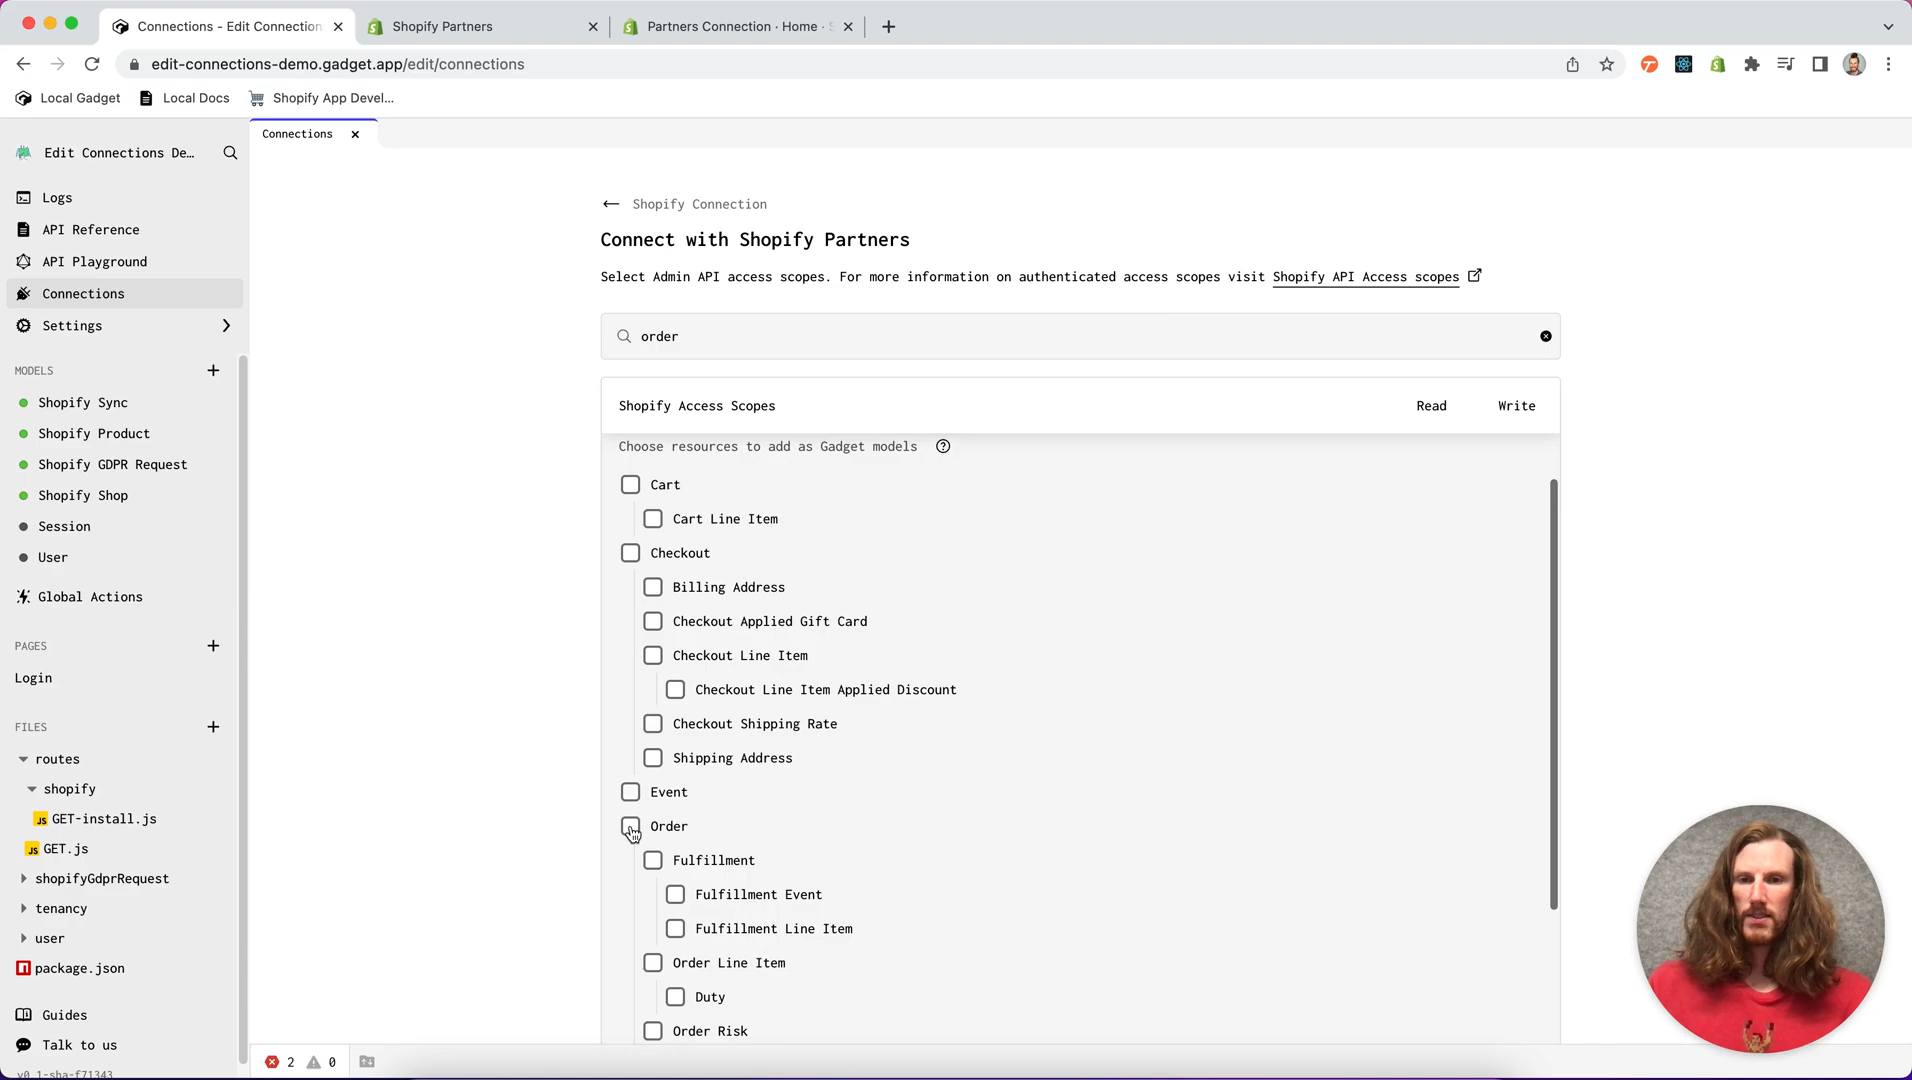 Connections - Edit Connection
Shopify Partners
Partners Connection · Home ·
edit-connections-demo.gadget.app/edit/connections
Local Gadget
Local Docs
Shopify App Devel...
Edit Connections De...
Connections
Logs
API Reference
API Playground
Connections
Settings
MODELS
Shopify Sync
Shopify Product
Shopify GDPR Request
Shopify Shop
Session
User
Global Actions
PAGES
Login
FILES
routes
shopify
JS GET-install.js
JS GET.js
shopifyGdprRequest
tenancy
user
package.json
Guides
Talk to us
v0.1-sha-f71343
Shopify Connection
Connect with Shopify Partners
Select Admin API access scopes. For more information on authenticated access scopes visit Shopify API Access scopes
order
Shopify Access Scopes Read Write
Choose resources to add as Gadget models
Cart
Cart Line Item
Checkout
Billing Address
Checkout Applied Gift Card
Checkout Line Item
Checkout Line Item Applied Discount
Checkout Shipping Rate
Shipping Address
Event
Order
Fulfillment
Fulfillment Event
Fulfillment Line Item
Order Line Item
Duty
Order Risk
2 0